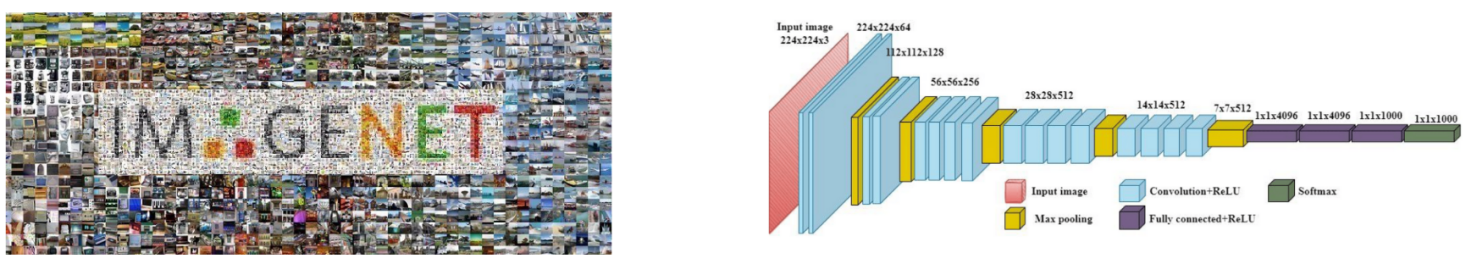 IMAGENET
Input image
224x224x3
224x224x64
112x112x128
56x56x256
28x28x512
14x14x512
7x7x512
1x1x4096
1x1x4096
1x1x1000
1x1x1000
Input image
Convolution+ReLU
Softmax
Max pooling
Fully connected+ReLU